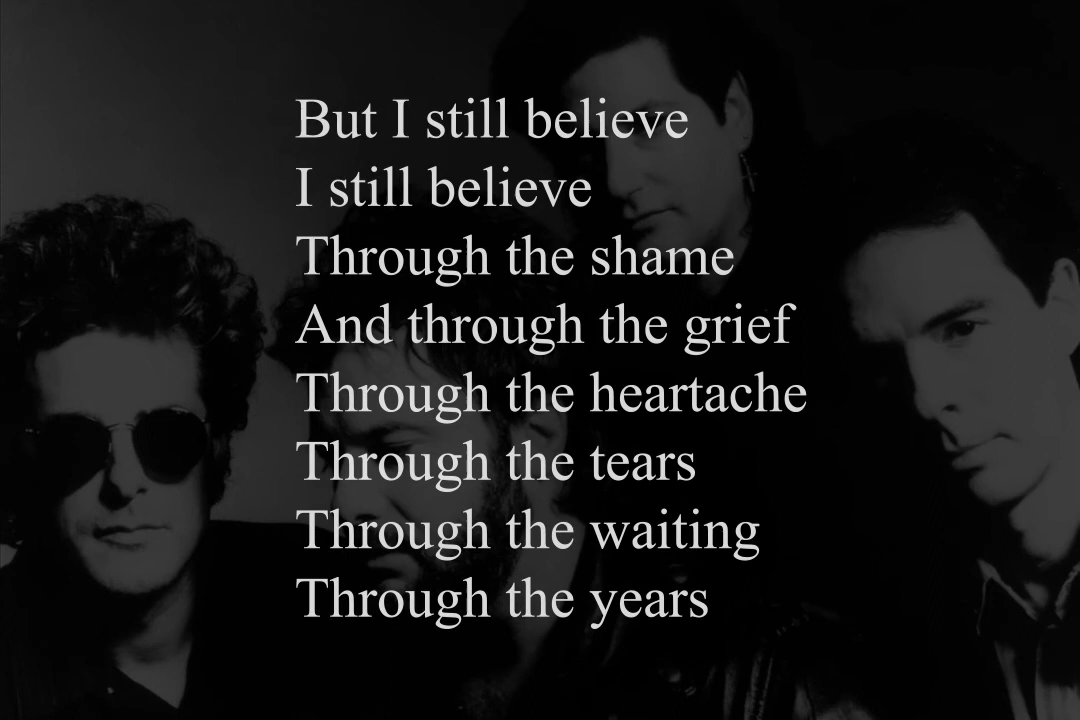 But I still believe
I still believe
Through the shame
And through the grief
Through the heartache
Through the tears
Through the waiting
Through the years